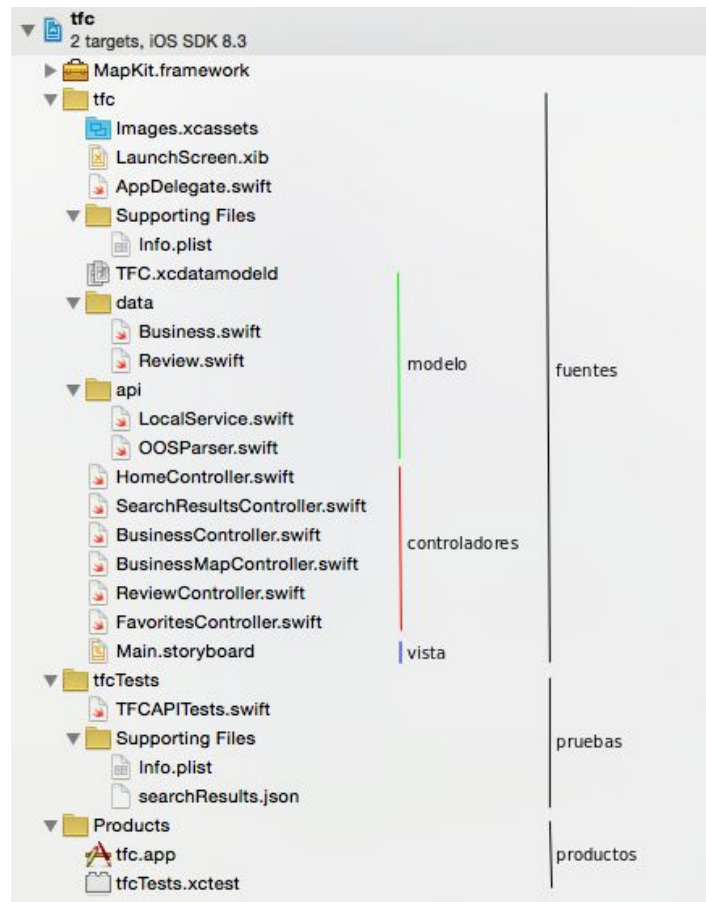 tfc
2 targets, iOS SDK 8.3
MapKit.framework
tfc
Images.xcassets
LaunchScreen.xib
AppDelegate.swift
Supporting Files
Info.plist
TFC.xcdatamodeld
data
Business.swift
Review.swift
modelo
fuentes
api
LocalService.swift
OOSParser.swift
HomeController.swift
SearchResultsController.swift
BusinessController.swift
controladores
BusinessMapController.swift
ReviewController.swift
FavoritesController.swift
Main.storyboard
vista
tfcTests
TFCAPITests.swift
Supporting Files
pruebas
Info.plist
searchResults.json
Products
tfc.app
productos
tfcTests.xctest